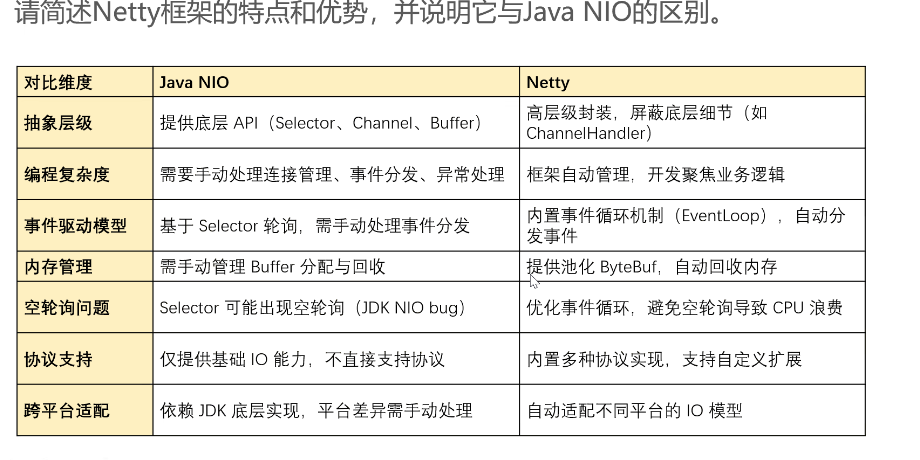 请简述Netty框架的特点和优势，并说明它与Java NIO的区别。
对比维度 Java NIO Netty
抽象层级 提供底层 API（Selector、Channel、Buffer） 高层级封装，屏蔽底层细节（如
ChannelHandler）
编程复杂度 需要手动处理连接管理、事件分发、异常处理 框架自动管理，开发聚焦业务逻辑
事件驱动模型 基于 Selector 轮询，需手动处理事件分发 内置事件循环机制（EventLoop），自动分
发事件
内存管理 需手动管理 Buffer 分配与回收 提供池化 ByteBuf，自动回收内存
空轮询问题 Selector 可能出现空轮询（JDK NIO bug） 优化事件循环，避免空轮询导致 CPU 浪费
协议支持 仅提供基础 IO 能力，不直接支持协议 内置多种协议实现，支持自定义扩展
跨平台适配 依赖 JDK 底层实现，平台差异需手动处理 自动适配不同平台的 IO 模型